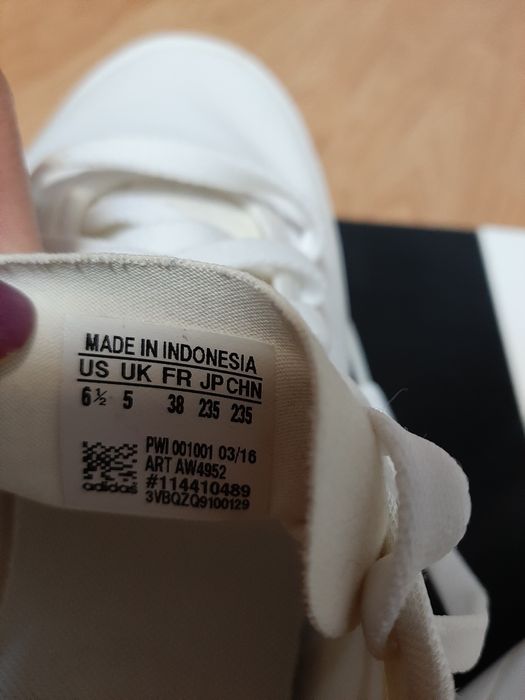 MADE IN INDONESIA
US UK FR JP CHN
6½ 5 38 235 235
PWI 001001 03/16
ART AW4952
#114410489
adidas 3VBQZQ9100129